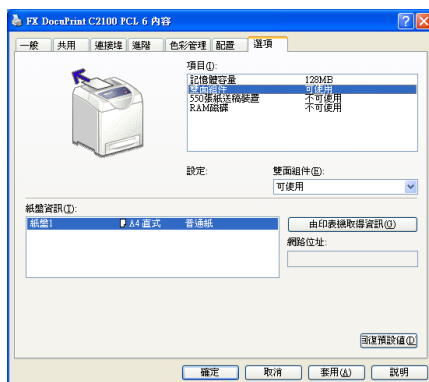 FX DocuPrint C2100 PCL 6 內容
一般 共用 連接埠 進階 色彩管理 配置 選項
項目(I):
記憶體容量 128MB
雙面組件 可使用
550張紙送稿裝置 不可使用
RAM磁碟 不可使用
設定: 雙面組件(E):
可使用
紙盤資訊(T):
紙盤1 A4 直式 普通紙
由印表機取得資訊(G)
網路位址:
回復預設值(D)
確定 取消 套用(A) 說明